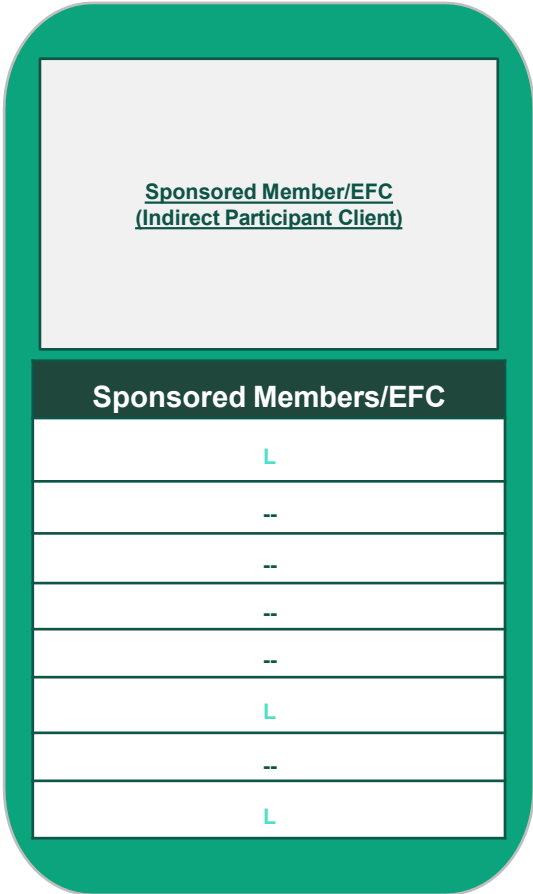 Sponsored Member/EFC
(Indirect Participant Client)
Sponsored Members/EFC
L
--
--
--
--
L
--
L